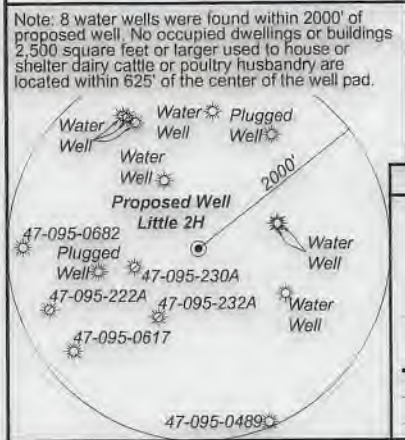 Note: 8 water wells were found within 2000' of
proposed well. No occupied dwellings or buildings
2,500 square feet or larger used to house or
shelter dairy cattle or poultry husbandry are
located within 625' of the center of the well pad.
Water
Well
Water
Well
Plugged
Well
Water
Well
2000'
Proposed Well
Little 2H
47-095-0682
Plugged
Well
47-095-230A
Water
Well
47-095-222A
47-095-232A
Water
Well
47-095-0617
47-095-0489